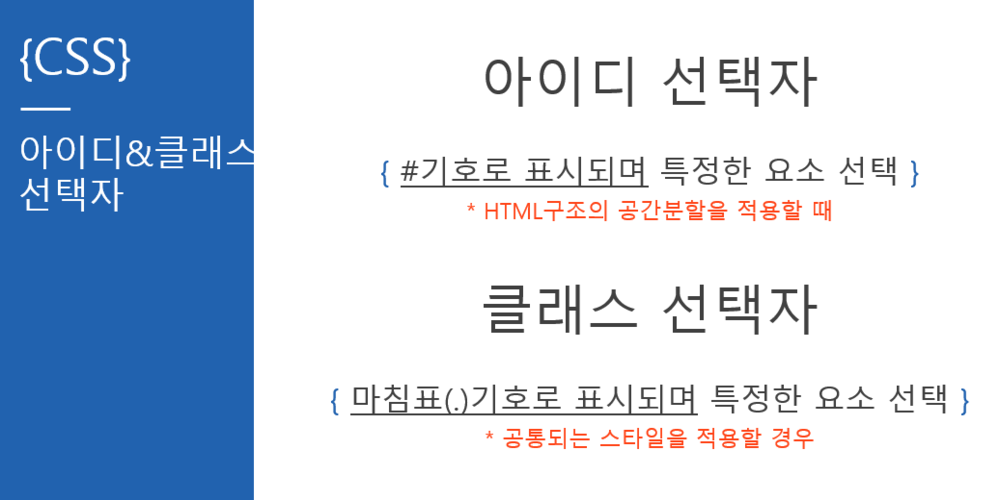 {CSS}
아이디&클래스
선택자
아이디 선택자
{ #기호로 표시되며 특정한 요소 선택 }
* HTML구조의 공간분할을 적용할 때
클래스 선택자
{ 마침표(.)기호로 표시되며 특정한 요소 선택 }
* 공통되는 스타일을 적용할 경우